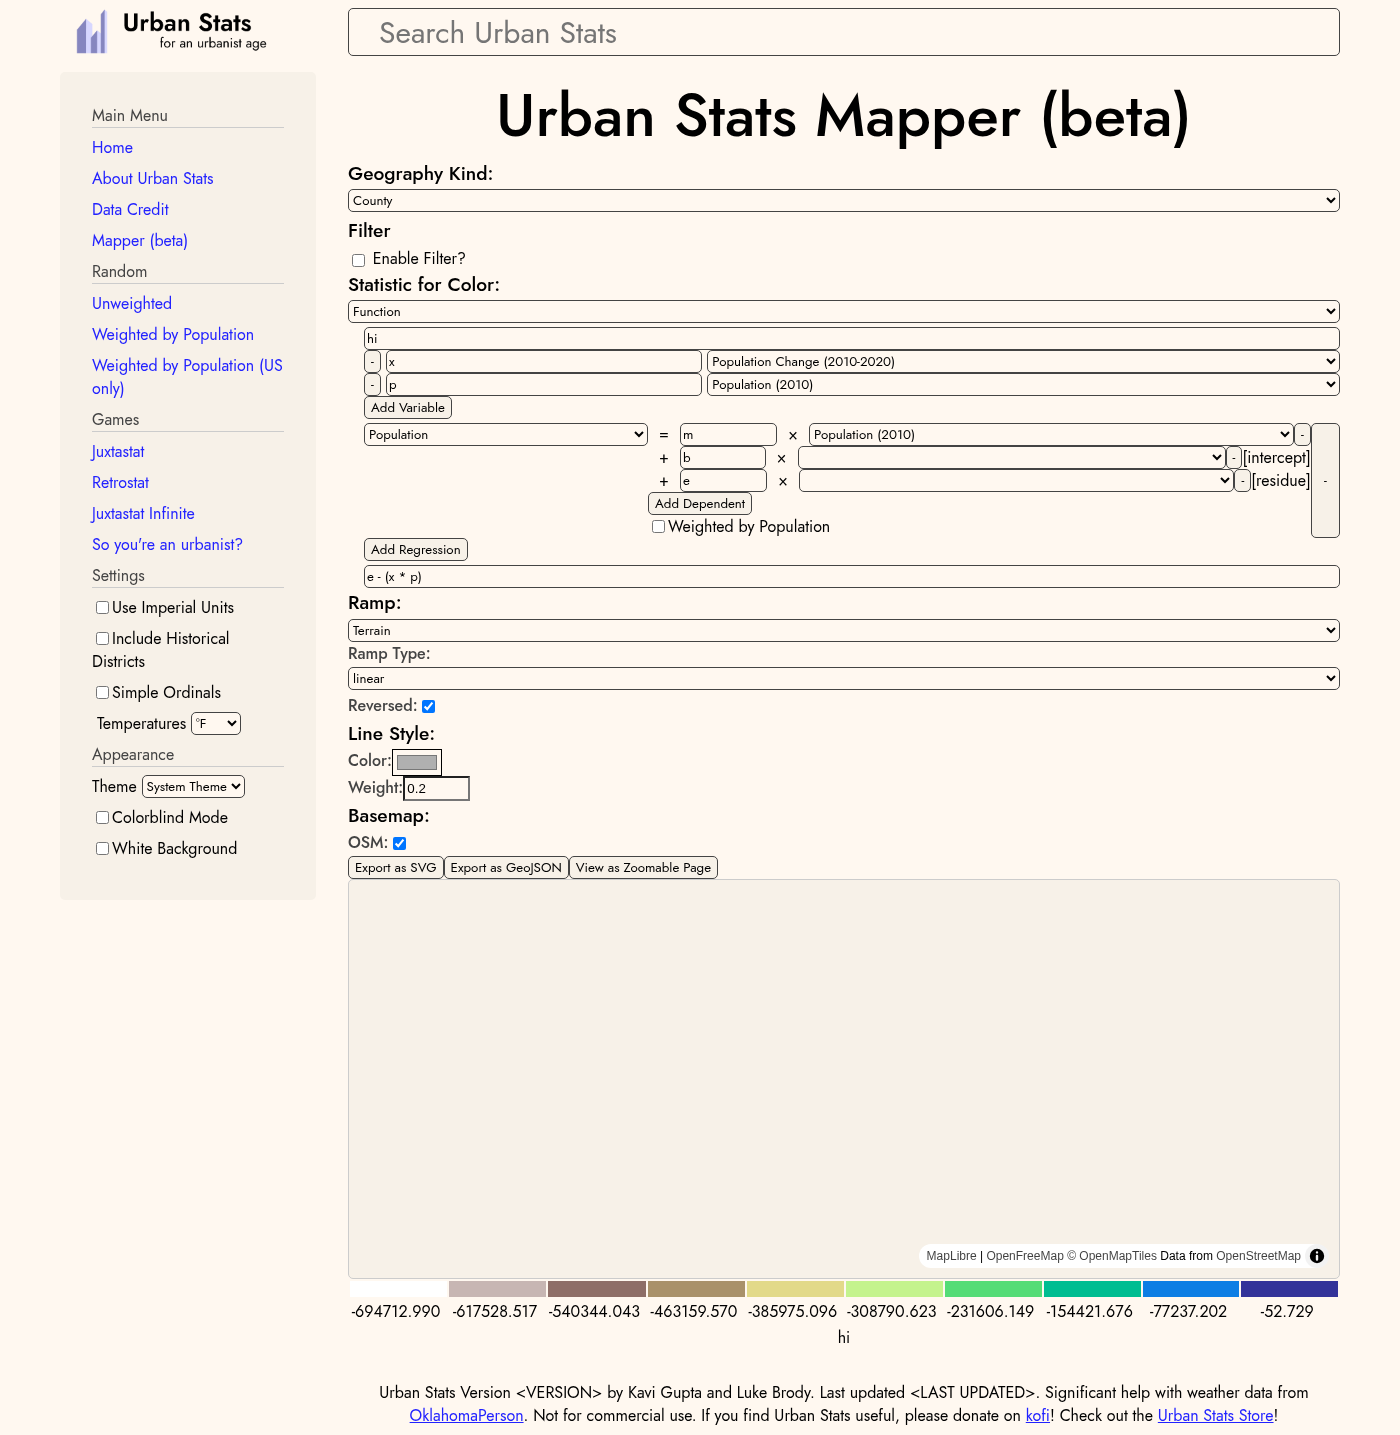 Urban Stats
for an urbanist age
Search Urban Stats
Main Menu
Home
About Urban Stats
Data Credit
Mapper (beta)
Random
Unweighted
Weighted by Population
Weighted by Population (US
only)
Games
Juxtastat
Retrostat
Juxtastat Infinite
So you're an urbanist?
Settings
Use Imperial Units
Include Historical
Districts
Simple Ordinals
Temperatures °F
Appearance
Theme System Theme
Colorblind Mode
White Background
Urban Stats Mapper (beta)
Geography Kind:
County
Filter
Enable Filter?
Statistic for Color:
Function
hi
- x Population Change (2010-2020)
- p Population (2010)
Add Variable
Population = m × Population (2010) -
+ b × - [intercept]
+ e × - [residue] -
Add Dependent
Weighted by Population
Add Regression
e - (x * p)
Ramp:
Terrain
Ramp Type:
linear
Reversed:
Line Style:
Color:
Weight: 0.2
Basemap:
OSM:
Export as SVG Export as GeoJSON View as Zoomable Page
MapLibre | OpenFreeMap © OpenMapTiles Data from OpenStreetMap
-694712.990 -617528.517 -540344.043 -463159.570 -385975.096 -308790.623 -231606.149 -154421.676 -77237.202 -52.729
hi
Urban Stats Version <VERSION> by Kavi Gupta and Luke Brody. Last updated <LAST UPDATED>. Significant help with weather data from
OklahomaPerson. Not for commercial use. If you find Urban Stats useful, please donate on kofi! Check out the Urban Stats Store!